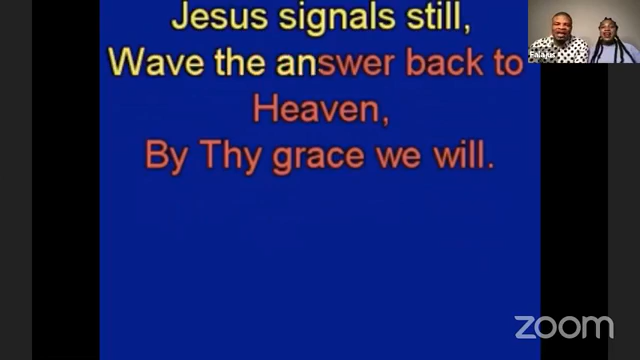 Jesus signals still,
Wave the answer back to
Heaven,
By Thy grace we will.
zoom